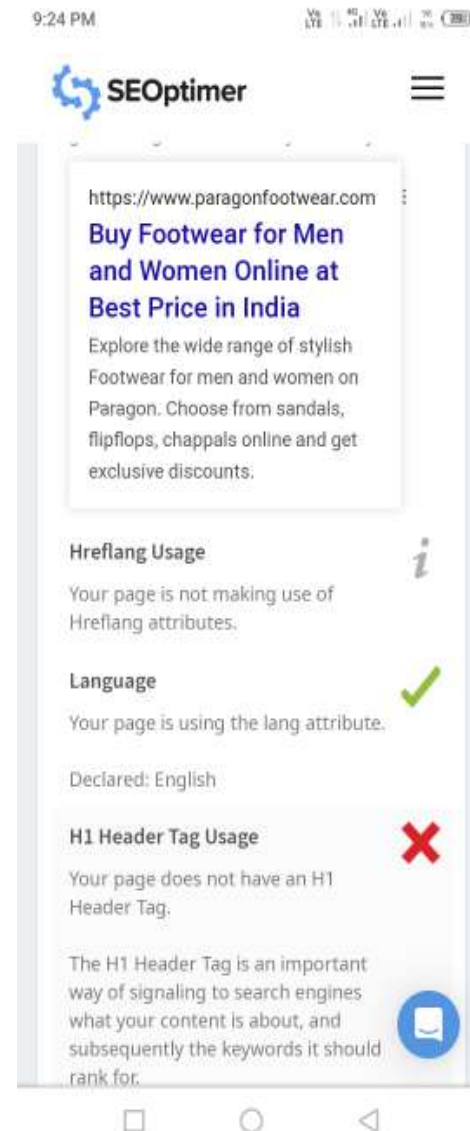 9:24 PM
SEOptimer
https://www.paragonfootwear.com
Buy Footwear for Men
and Women Online at
Best Price in India
Explore the wide range of stylish
Footwear for men and women on
Paragon. Choose from sandals,
flipflops, chappals online and get
exclusive discounts.
Hreflang Usage
Your page is not making use of
Hreflang attributes.
Language
Your page is using the lang attribute.
Declared: English
H1 Header Tag Usage
Your page does not have an H1
Header Tag.
The H1 Header Tag is an important
way of signaling to search engines
what your content is about, and
subsequently the keywords it should
rank for.